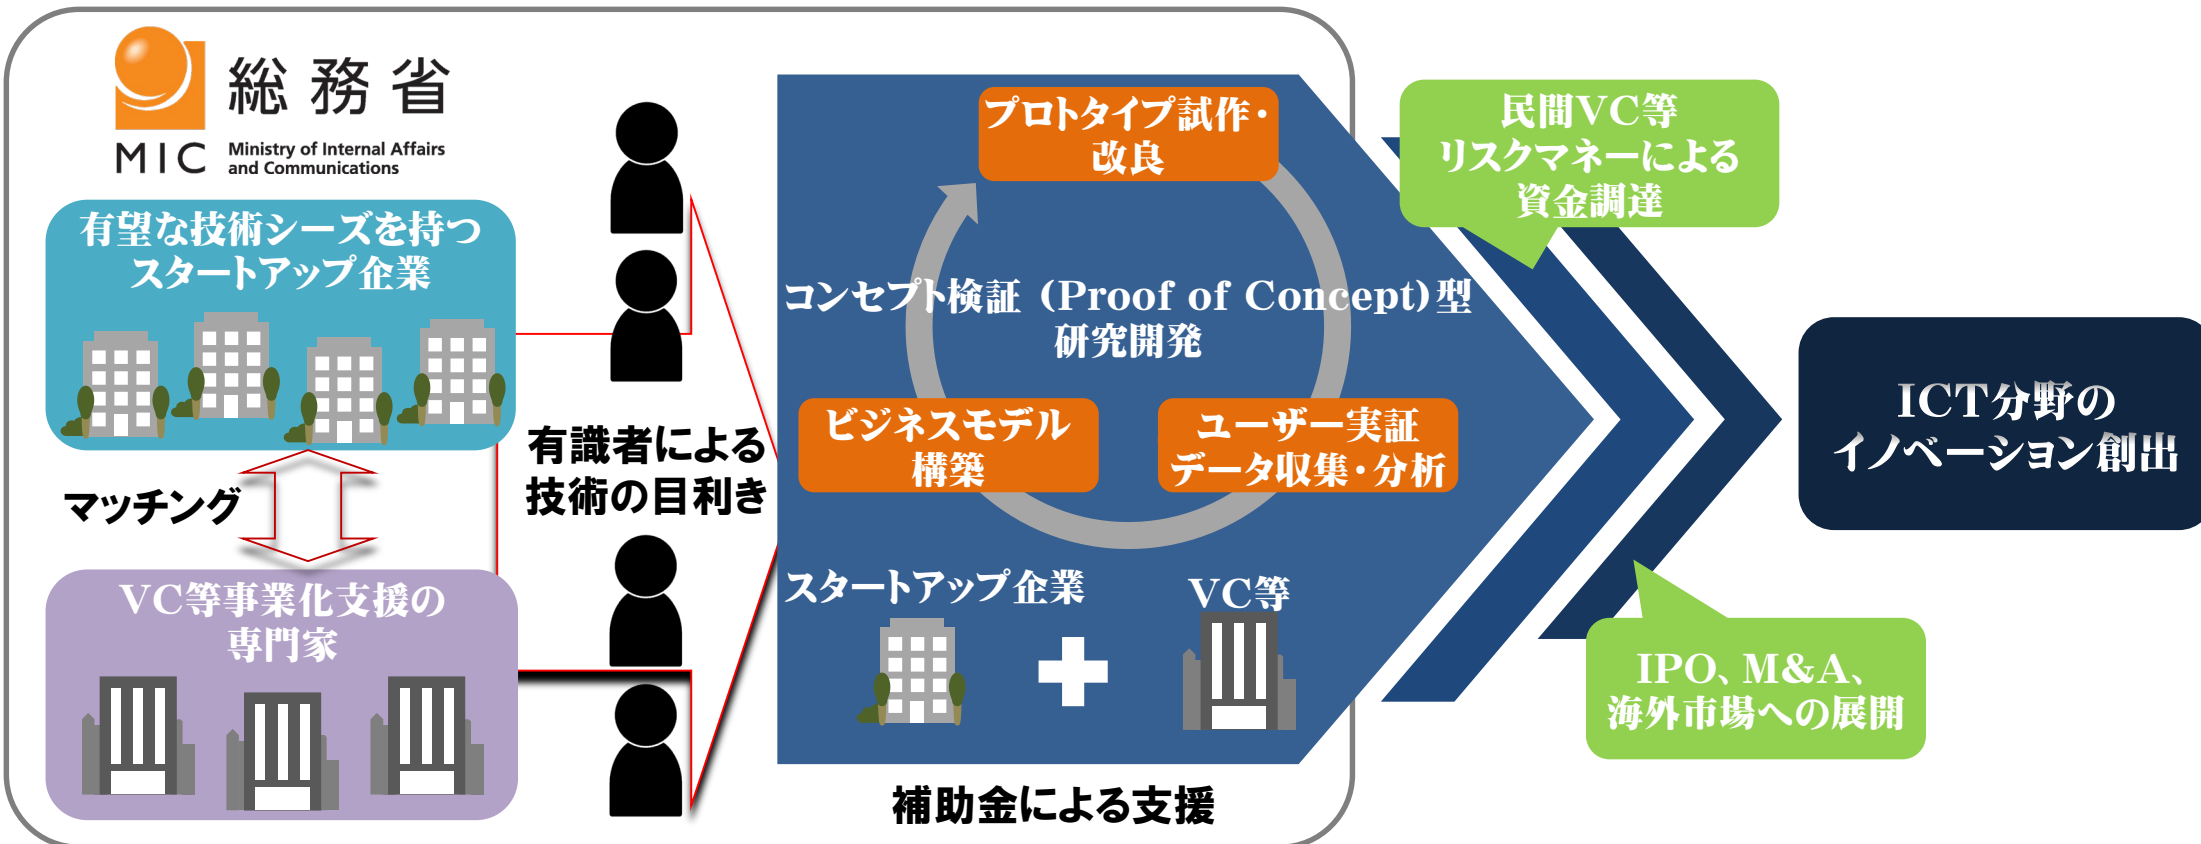 総務省
MIC
Ministry of Internal Affairs
and Communications
有望な技術シーズを持つ
スタートアップ企業
マッチング
VC等事業化支援の
専門家
有識者による
技術の目利き
プロトタイプ試作・
改良
コンセプト検証（Proof of Concept）型
研究開発
ビジネスモデル
構築
ユーザー実証
データ収集・分析
スタートアップ企業
VC等
補助金による支援
民間VC等
リスクマネーによる
資金調達
IPO、M&A、
海外市場への展開
ICT分野の
イノベーション創出